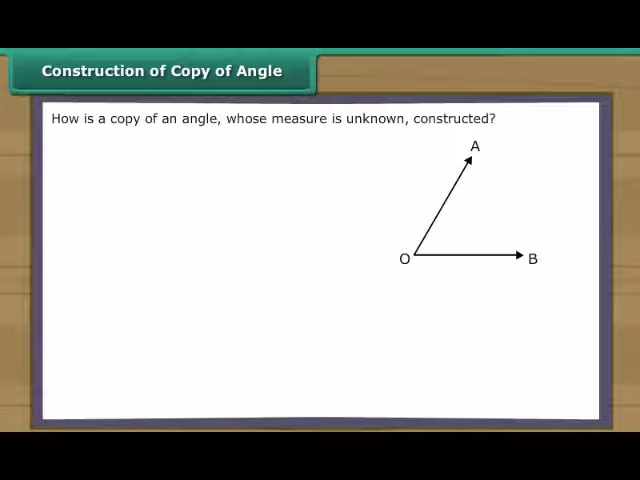 Construction of Copy of Angle
How is a copy of an angle, whose measure is unknown, constructed?
A
O
B